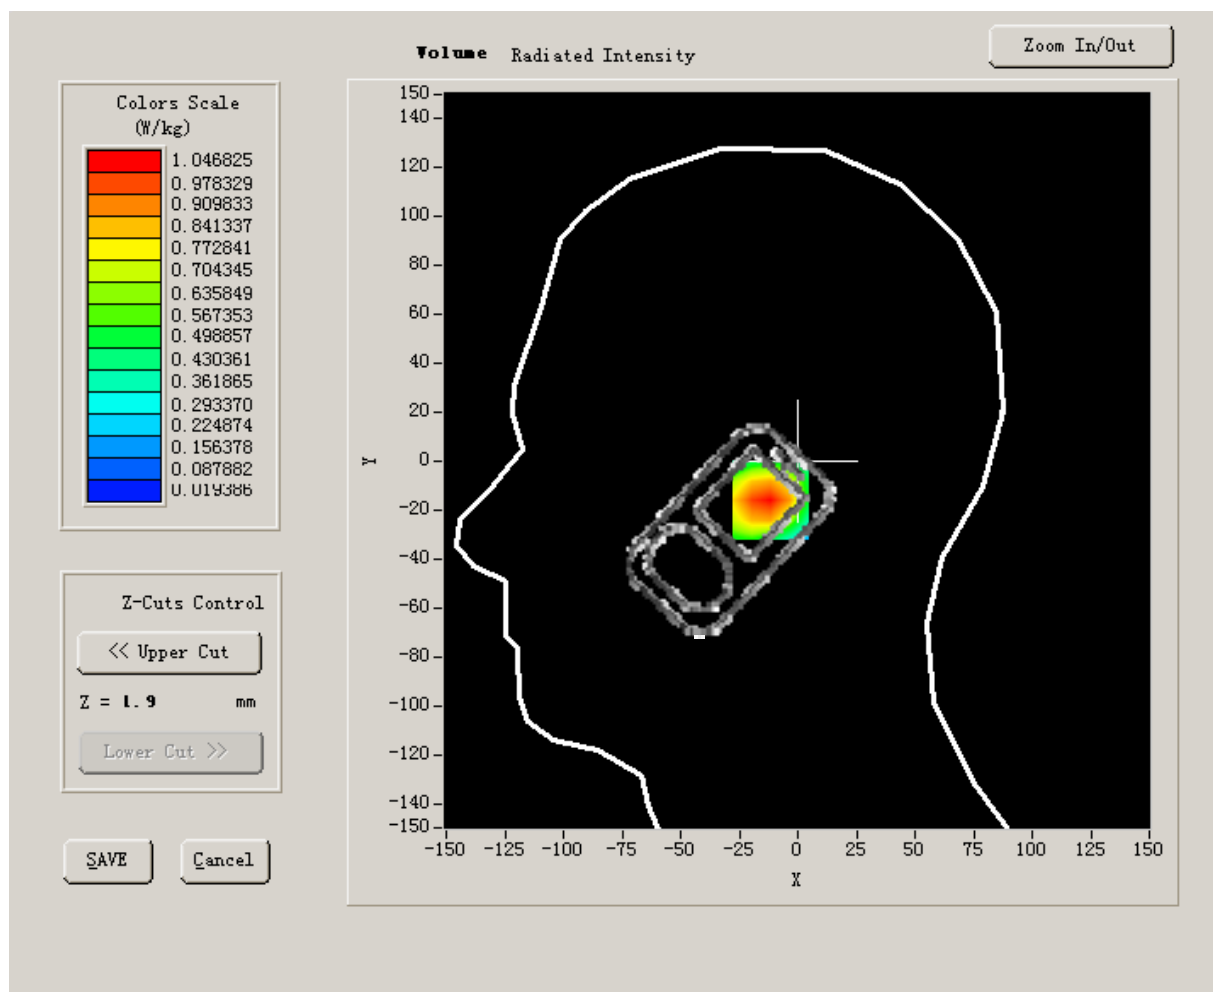 Volume Radiated Intensity
Zoom In/Out
Colors Scale
(W/kg)
1.046825
0.978329
0.909833
0.841337
0.772841
0.704345
0.635849
0.567353
0.498857
0.430361
0.361865
0.293370
0.224874
0.156378
0.087882
0.019386
Z-Cuts Control
<< Upper Cut
Z = 1.9 mm
Lower Cut >>
SAVE
Cancel
150
140
120
100
80
60
40
20
0
-20
-40
-60
-80
-100
-120
-140
-150
Y
-150 -125 -100 -75 -50 -25 0 25 50 75 100 125 150
X